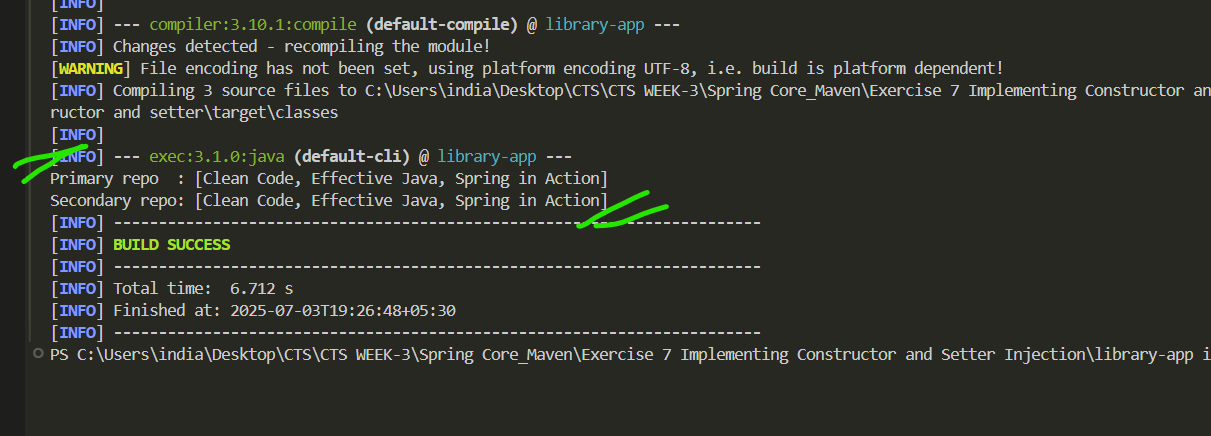 [INFO]
[INFO] --- compiler:3.10.1:compile (default-compile) @ library-app ---
[INFO] Changes detected - recompiling the module!
[WARNING] File encoding has not been set, using platform encoding UTF-8, i.e. build is platform dependent!
[INFO] Compiling 3 source files to C:\Users\india\Desktop\CTS\CTS WEEK-3\Spring Core_Maven\Exercise 7 Implementing Constructor an
ructor and setter\target\classes
[INFO]
[INFO] --- exec:3.1.0:java (default-cli) @ library-app ---
Primary repo  : [Clean Code, Effective Java, Spring in Action]
Secondary repo: [Clean Code, Effective Java, Spring in Action]
[INFO] ------------------------------------------------------------------------
[INFO] BUILD SUCCESS
[INFO] ------------------------------------------------------------------------
[INFO] Total time:  6.712 s
[INFO] Finished at: 2025-07-03T19:26:48+05:30
[INFO] ------------------------------------------------------------------------
PS C:\Users\india\Desktop\CTS\CTS WEEK-3\Spring Core_Maven\Exercise 7 Implementing Constructor and Setter Injection\library-app i